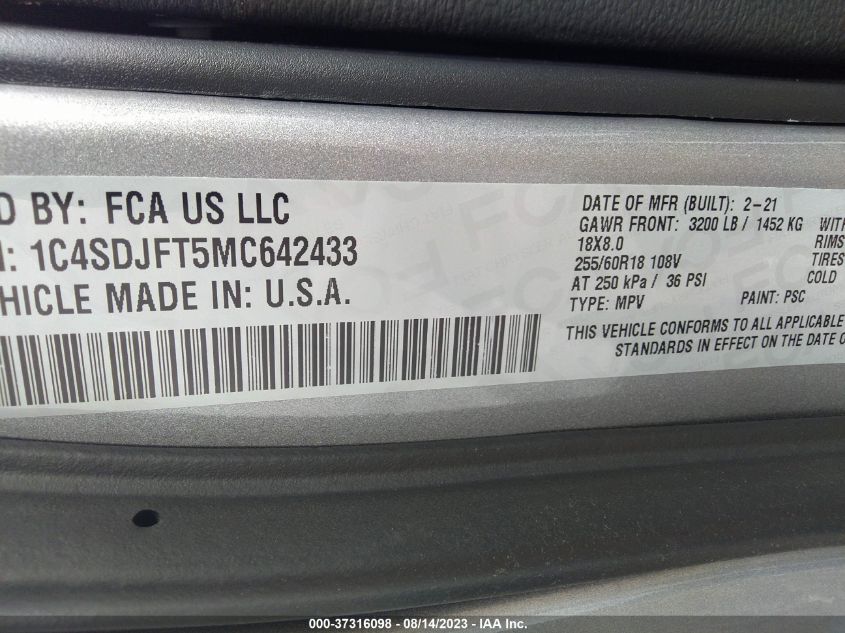 D BY: FCA US LLC
: 1C4SDJFT5MC642433
HICLE MADE IN: U.S.A.
DATE OF MFR (BUILT): 2-21
GAWR FRONT: 3200 LB / 1452 KG WITH
18X8.0 RIMS
255/60R18 108V TIRES
AT 250 kPa / 36 PSI COLD
TYPE: MPV PAINT: PSC
THIS VEHICLE CONFORMS TO ALL APPLICABLE
STANDARDS IN EFFECT ON THE DATE O
000-37316098 - 08/14/2023 - IAA Inc.